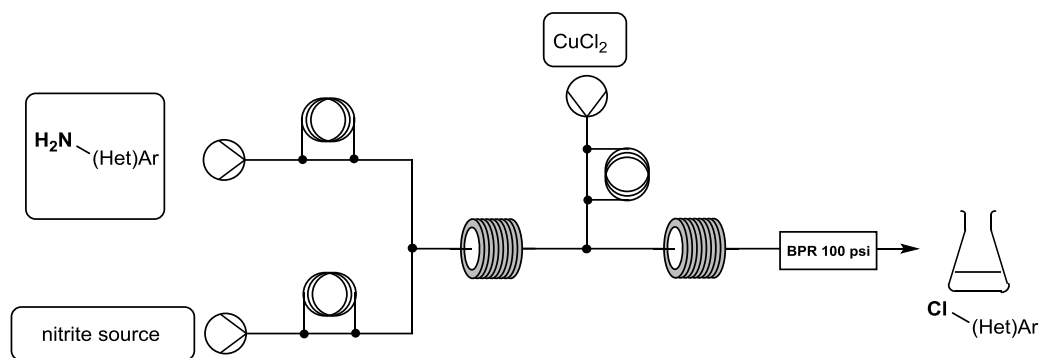 CuCl2
H2N
(Het)Ar
BPR 100 psi
nitrite source
Cl
(Het)Ar